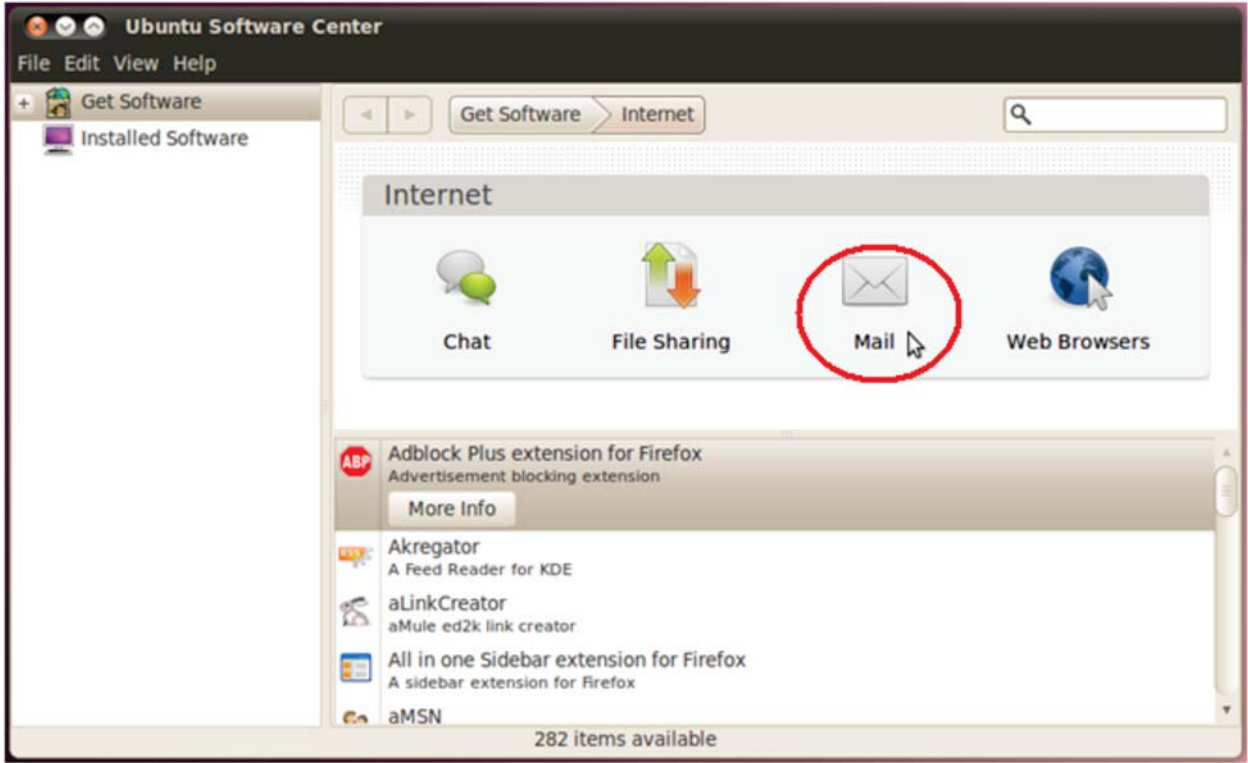 Ubuntu Software Center
File Edit View Help
Get Software
Installed Software
Get Software Internet
Internet
Chat File Sharing Mail Web Browsers
ABP
Adblock Plus extension for Firefox
Advertisement blocking extension
More Info
RSS
Akregator
A Feed Reader for KDE
aLinkCreator
aMule ed2k link creator
All in one Sidebar extension for Firefox
A sidebar extension for Firefox
aMSN
282 items available